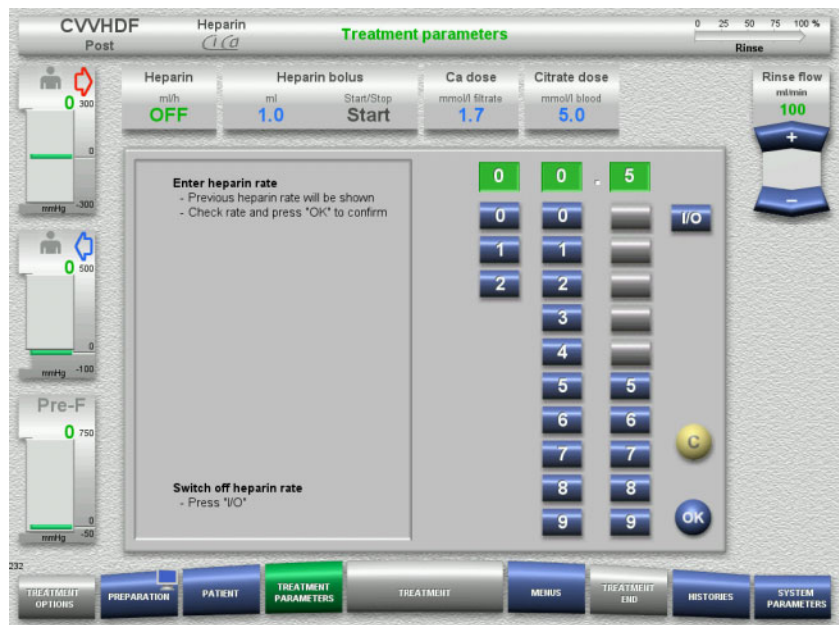 CVVHDF
Post
Heparin
Ci Ca
Treatment parameters
0 25 50 75 100 %
Rinse
Heparin
ml/h
OFF
Heparin bolus
ml
1.0
Start/Stop
Start
Ca dose
mmol/l filtrate
1.7
Citrate dose
mmol/l blood
5.0
Rinse flow
ml/min
100
+
−
0 300
0
mmHg -300
0 500
0
mmHg -100
Pre-F
0 750
0
mmHg -50
Enter heparin rate
- Previous heparin rate will be shown
- Check rate and press "OK" to confirm
Switch off heparin rate
- Press "I/O"
0 0 . 5
0 0 I/O
1 1
2 2
3
4
5 5
6 6
7 7
8 8
9 9
C
OK
232
TREATMENT OPTIONS
PREPARATION
PATIENT
TREATMENT PARAMETERS
TREATMENT
MENUS
TREATMENT END
HISTORIES
SYSTEM PARAMETERS